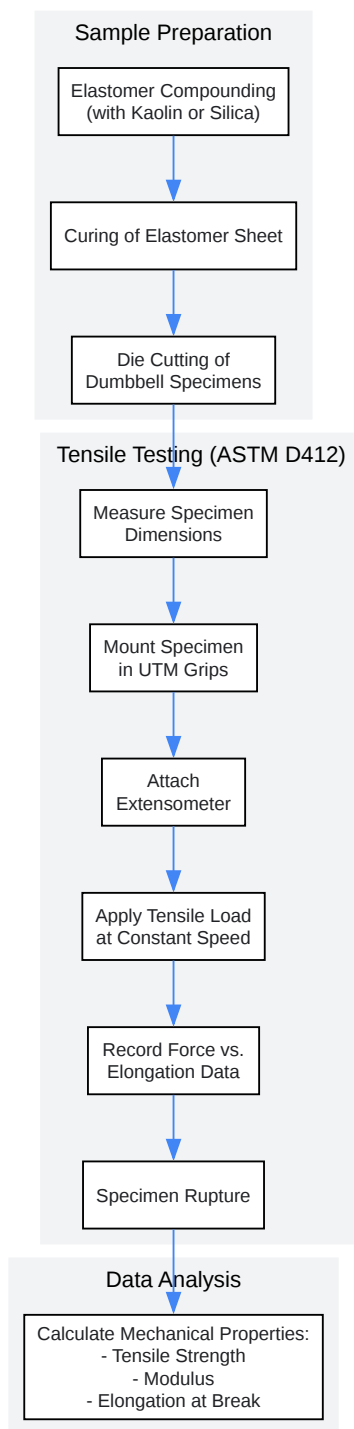 Sample Preparation
Elastomer Compounding
(with Kaolin or Silica)
Curing of Elastomer Sheet
Die Cutting of
Dumbbell Specimens
Tensile Testing (ASTM D412)
Measure Specimen
Dimensions
Mount Specimen
in UTM Grips
Attach
Extensometer
Apply Tensile Load
at Constant Speed
Record Force vs.
Elongation Data
Specimen Rupture
Data Analysis
Calculate Mechanical Properties:
- Tensile Strength
- Modulus
- Elongation at Break